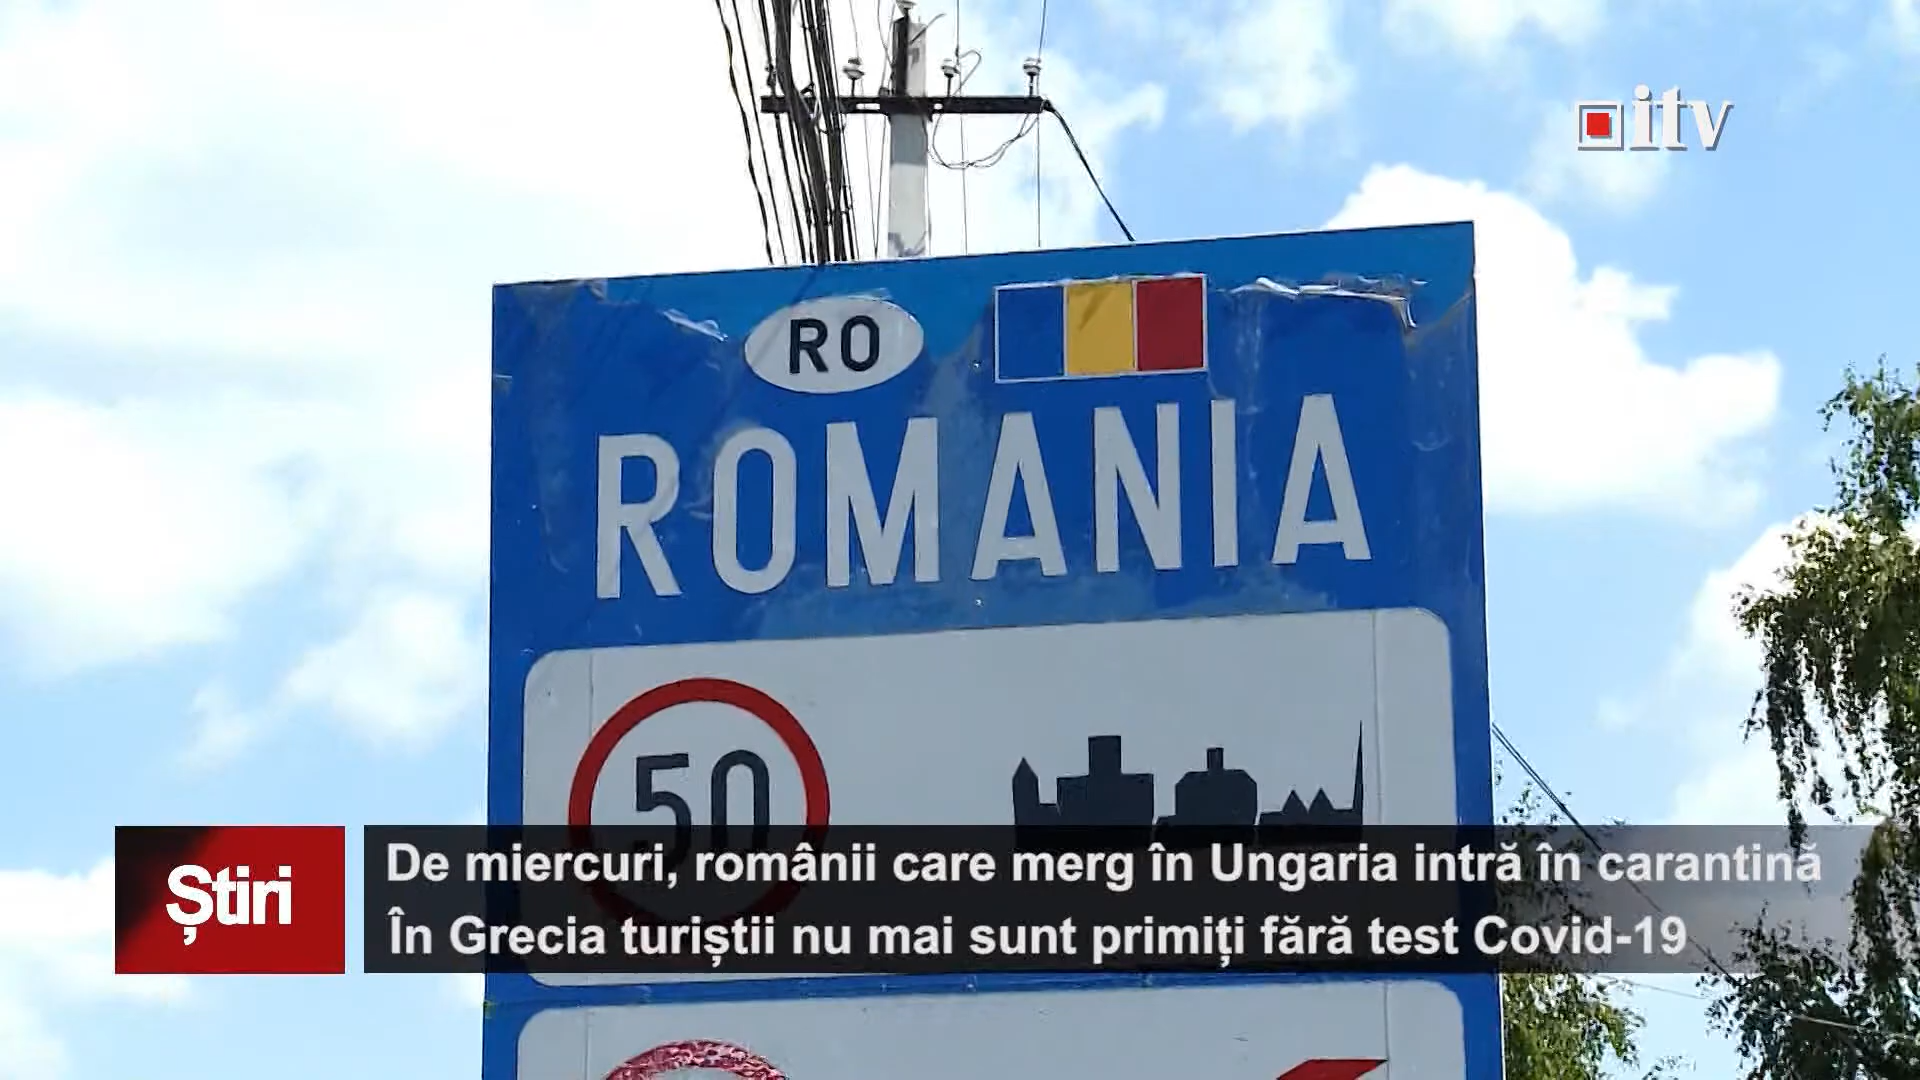 itv
RO
ROMANIA
50
Știri
De miercuri, românii care merg în Ungaria intră în carantină
În Grecia turiștii nu mai sunt primiți fără test Covid-19